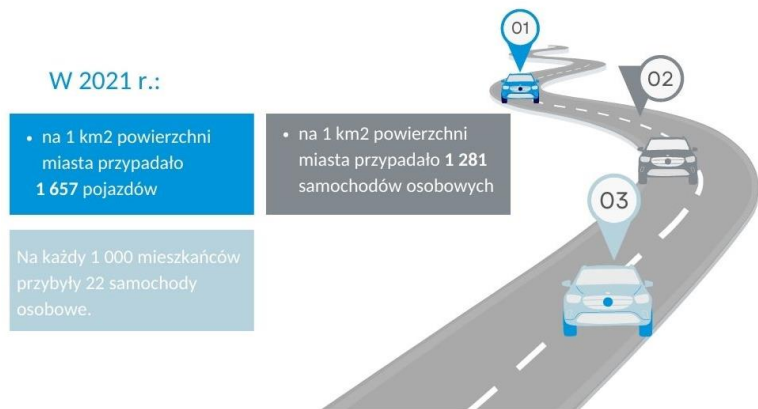 W 2021 r.:
• na 1 km2 powierzchni
miasta przypadało
1 657 pojazdów
• na 1 km2 powierzchni
miasta przypadało 1 281
samochodów osobowych
Na każdy 1 000 mieszkańców
przybyły 22 samochody
osobowe.
01
02
03